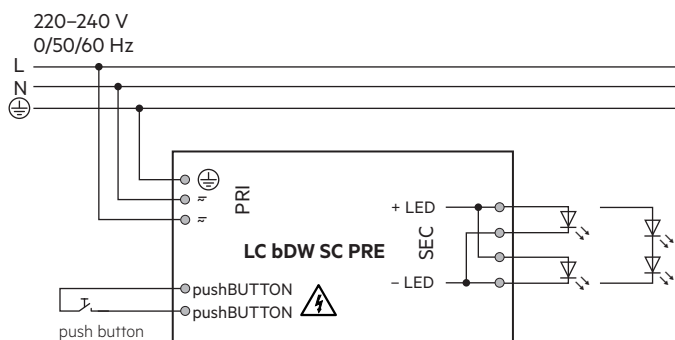 220–240 V
0/50/60 Hz
L
N
PRI
+ LED
SEC
LC bDW SC PRE
– LED
pushBUTTON
pushBUTTON
push button